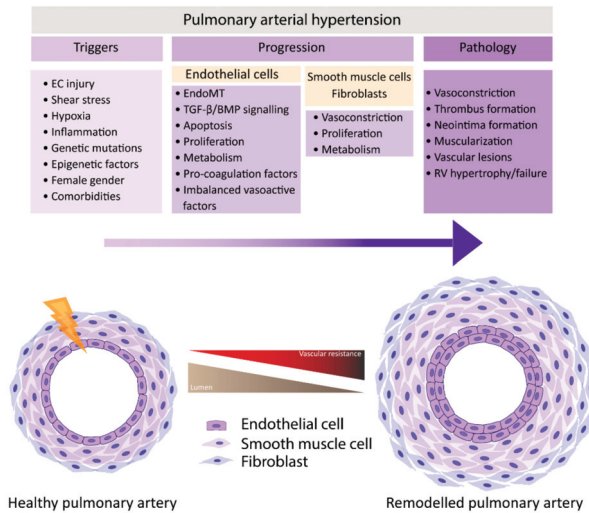 Pulmonary arterial hypertension
Triggers
Progression
Pathology
• EC injury
• Shear stress
• Hypoxia
• Inflammation
• Genetic mutations
• Epigenetic factors
• Female gender
• Comorbidities
Endothelial cells
• EndoMT
• TGF-β/BMP signalling
• Apoptosis
• Proliferation
• Metabolism
• Pro-coagulation factors
• Imbalanced vasoactive
factors
Smooth muscle cells
Fibroblasts
• Vasoconstriction
• Proliferation
• Metabolism
• Vasoconstriction
• Thrombus formation
• Neointima formation
• Muscularization
• Vascular lesions
• RV hypertrophy/failure
Vascular resistance
Lumen
Endothelial cell
Smooth muscle cell
Fibroblast
Healthy pulmonary artery
Remodelled pulmonary artery